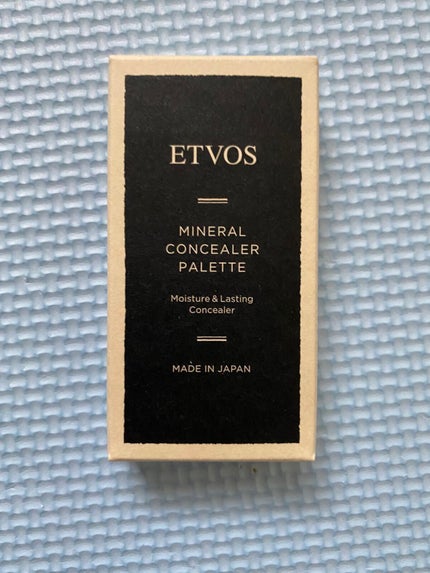 ETVOS
MINERAL
CONCEALER
PALETTE
Moisture & Lasting
Concealer
MADE IN JAPAN